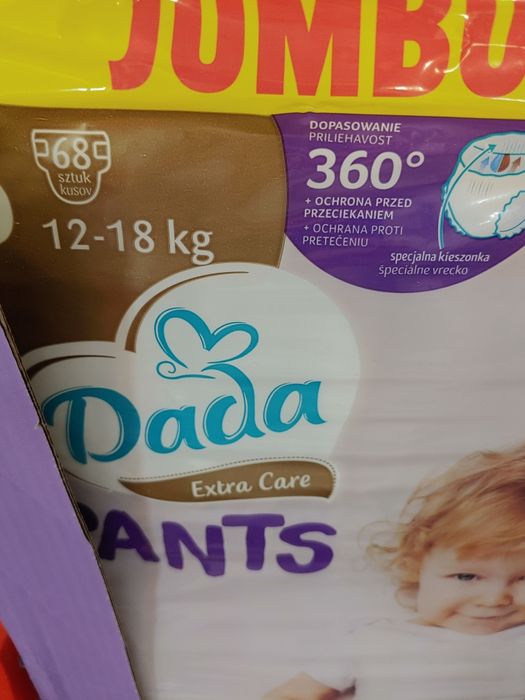 JUMBO
68
sztuk
kusov
12-18 kg
DOPASOWANIE
PRILIEHAVOSŤ
360°
+ OCHRONA PRZED
PRZECIEKANIEM
+ OCHRANA PROTI
PRETEČENIU
specjalna kieszonka
špeciálne vrecko
Dada
Extra Care
PANTS